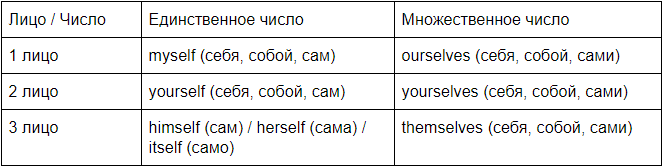 Лицо / Число Единственное число Множественное число
1 лицо myself (себя, собой, сам) ourselves (себя, собой, сами)
2 лицо yourself (себя, собой, сам) yourselves (себя, собой, сами)
3 лицо himself (сам) / herself (сама) / themselves (себя, собой, сами)
itself (само)